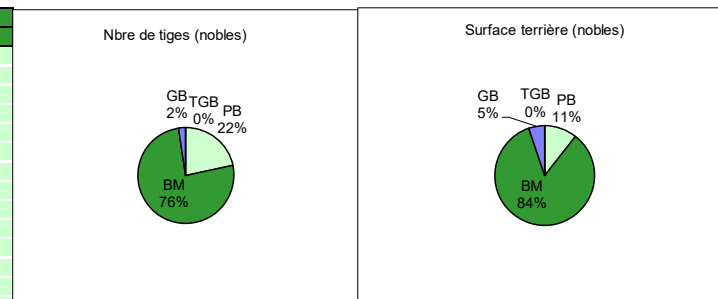 Nbre de tiges (nobles)
GB
2%
TGB
0%
PB
22%
BM
76%
Surface terrière (nobles)
GB
5%
TGB
0%
PB
11%
BM
84%